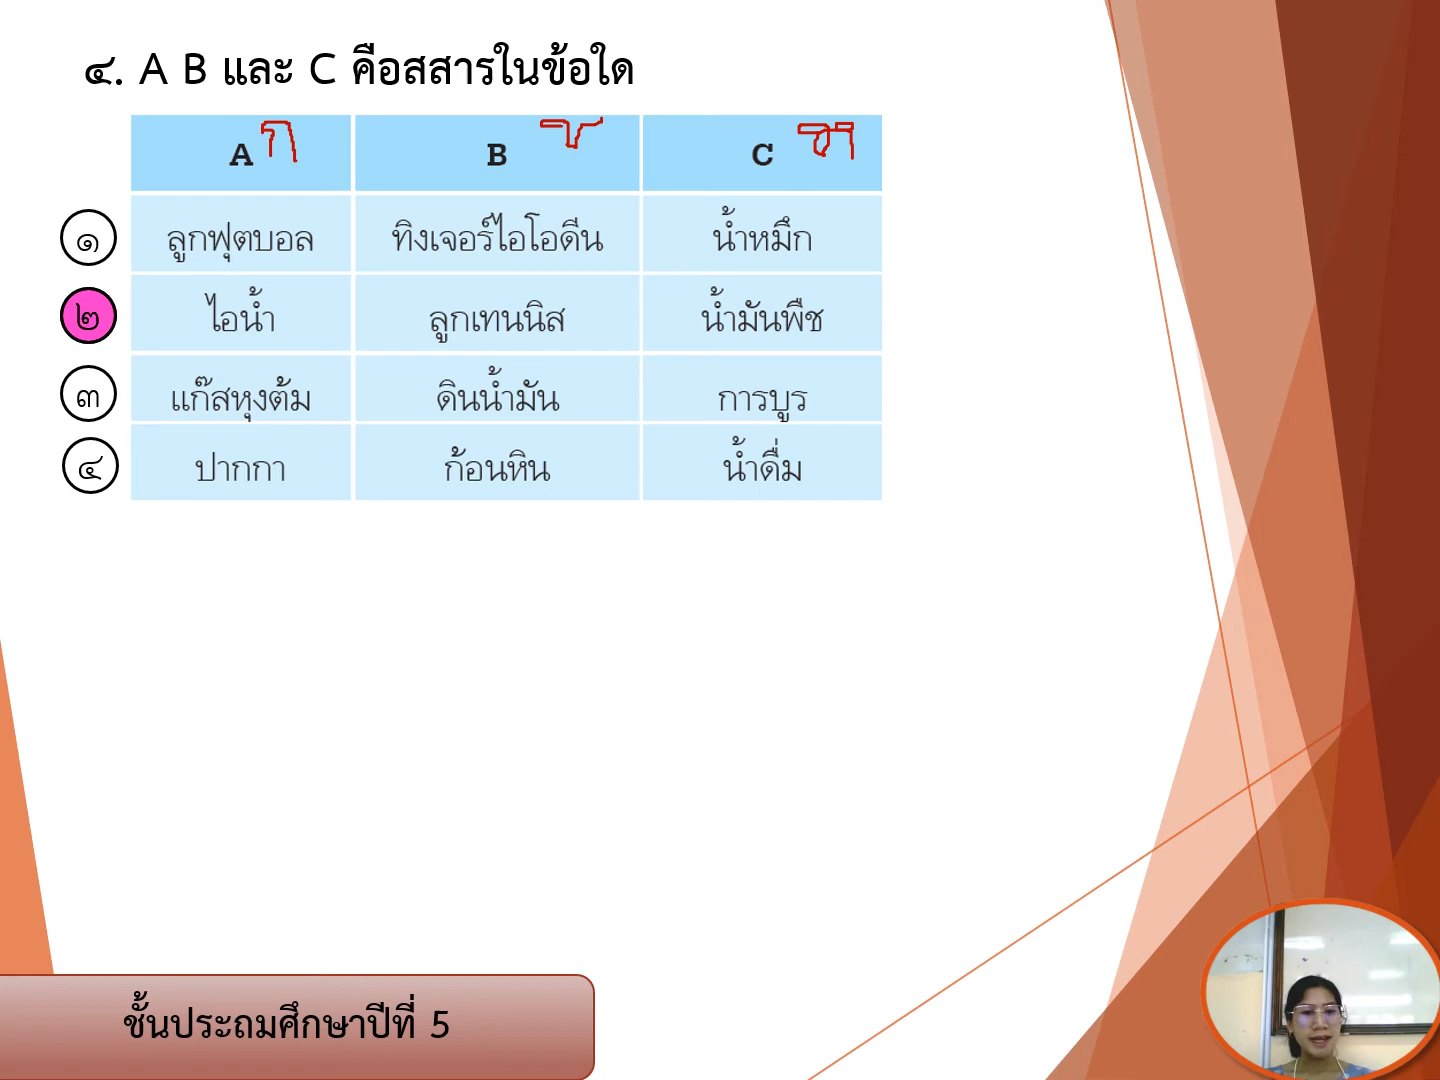 ๔. A B และ C คือสสารในข้อใด
A ก B ข C
๑ ลูกฟุตบอล ทิงเจอร์ไอโอดีน น้ำหมึก
๒ ไอน้ำ ลูกเทนนิส น้ำมันพืช
๓ แก๊สหุงต้ม ดินน้ำมัน การบูร
๔ ปากกา ก้อนหิน น้ำดื่ม
ชั้นประถมศึกษาปีที่ 5